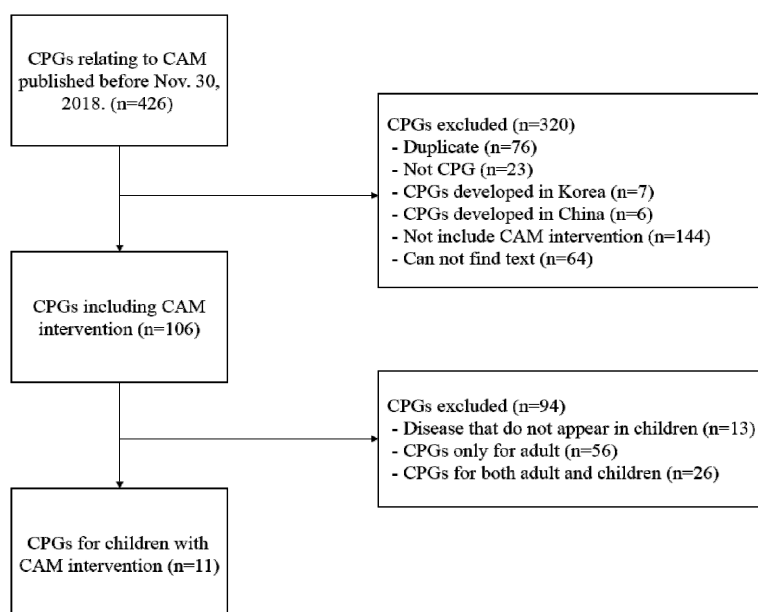 CPGs relating to CAM
published before Nov. 30,
2018. (n=426)
CPGs excluded (n=320)
- Duplicate (n=76)
- Not CPG (n=23)
- CPGs developed in Korea (n=7)
- CPGs developed in China (n=6)
- Not include CAM intervention (n=144)
- Can not find text (n=64)
CPGs including CAM
intervention (n=106)
CPGs excluded (n=94)
- Disease that do not appear in children (n=13)
- CPGs only for adult (n=56)
- CPGs for both adult and children (n=26)
CPGs for children with
CAM intervention (n=11)